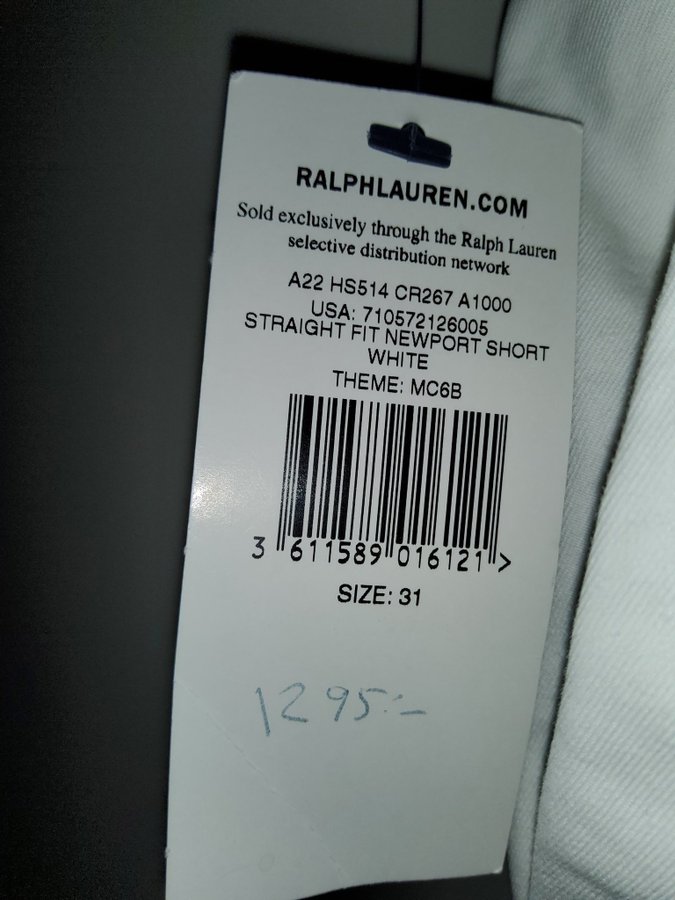 RALPHLAUREN.COM
Sold exclusively through the Ralph Lauren
selective distribution network
A22 HS514 CR267 A1000
USA: 710572126005
STRAIGHT FIT NEWPORT SHORT
WHITE
THEME: MC6B
3 611589 016121 >
SIZE: 31
1295:-